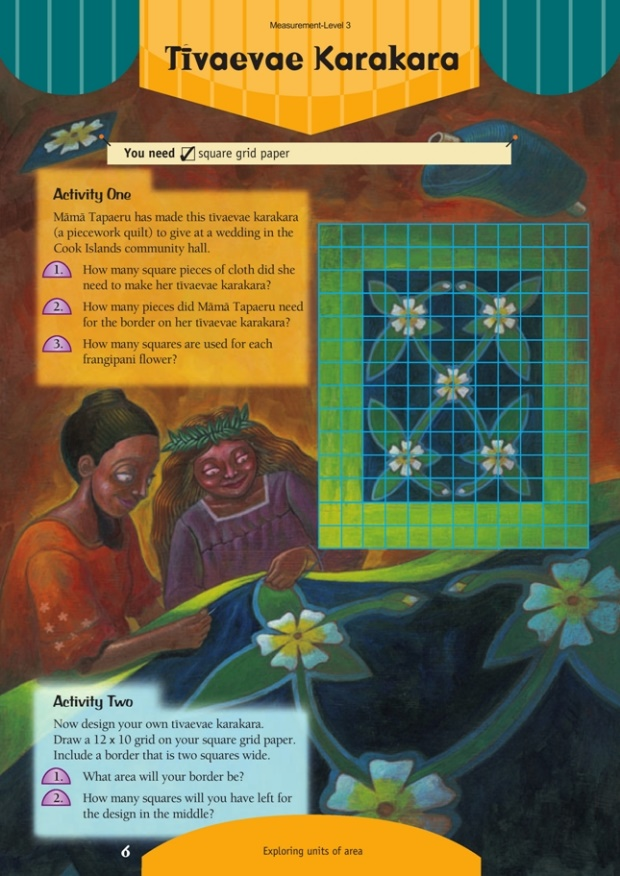 Measurement-Level 3
Tīvaevae Karakara
You need ☑ square grid paper
Activity One
Māmā Tapaeru has made this tīvaevae karakara
(a piecework quilt) to give at a wedding in the
Cook Islands community hall.
1. How many square pieces of cloth did she
need to make her tīvaevae karakara?
2. How many pieces did Māmā Tapaeru need
for the border on her tīvaevae karakara?
3. How many squares are used for each
frangipani flower?
Activity Two
Now design your own tīvaevae karakara.
Draw a 12 x 10 grid on your square grid paper.
Include a border that is two squares wide.
1. What area will your border be?
2. How many squares will you have left for
the design in the middle?
6
Exploring units of area